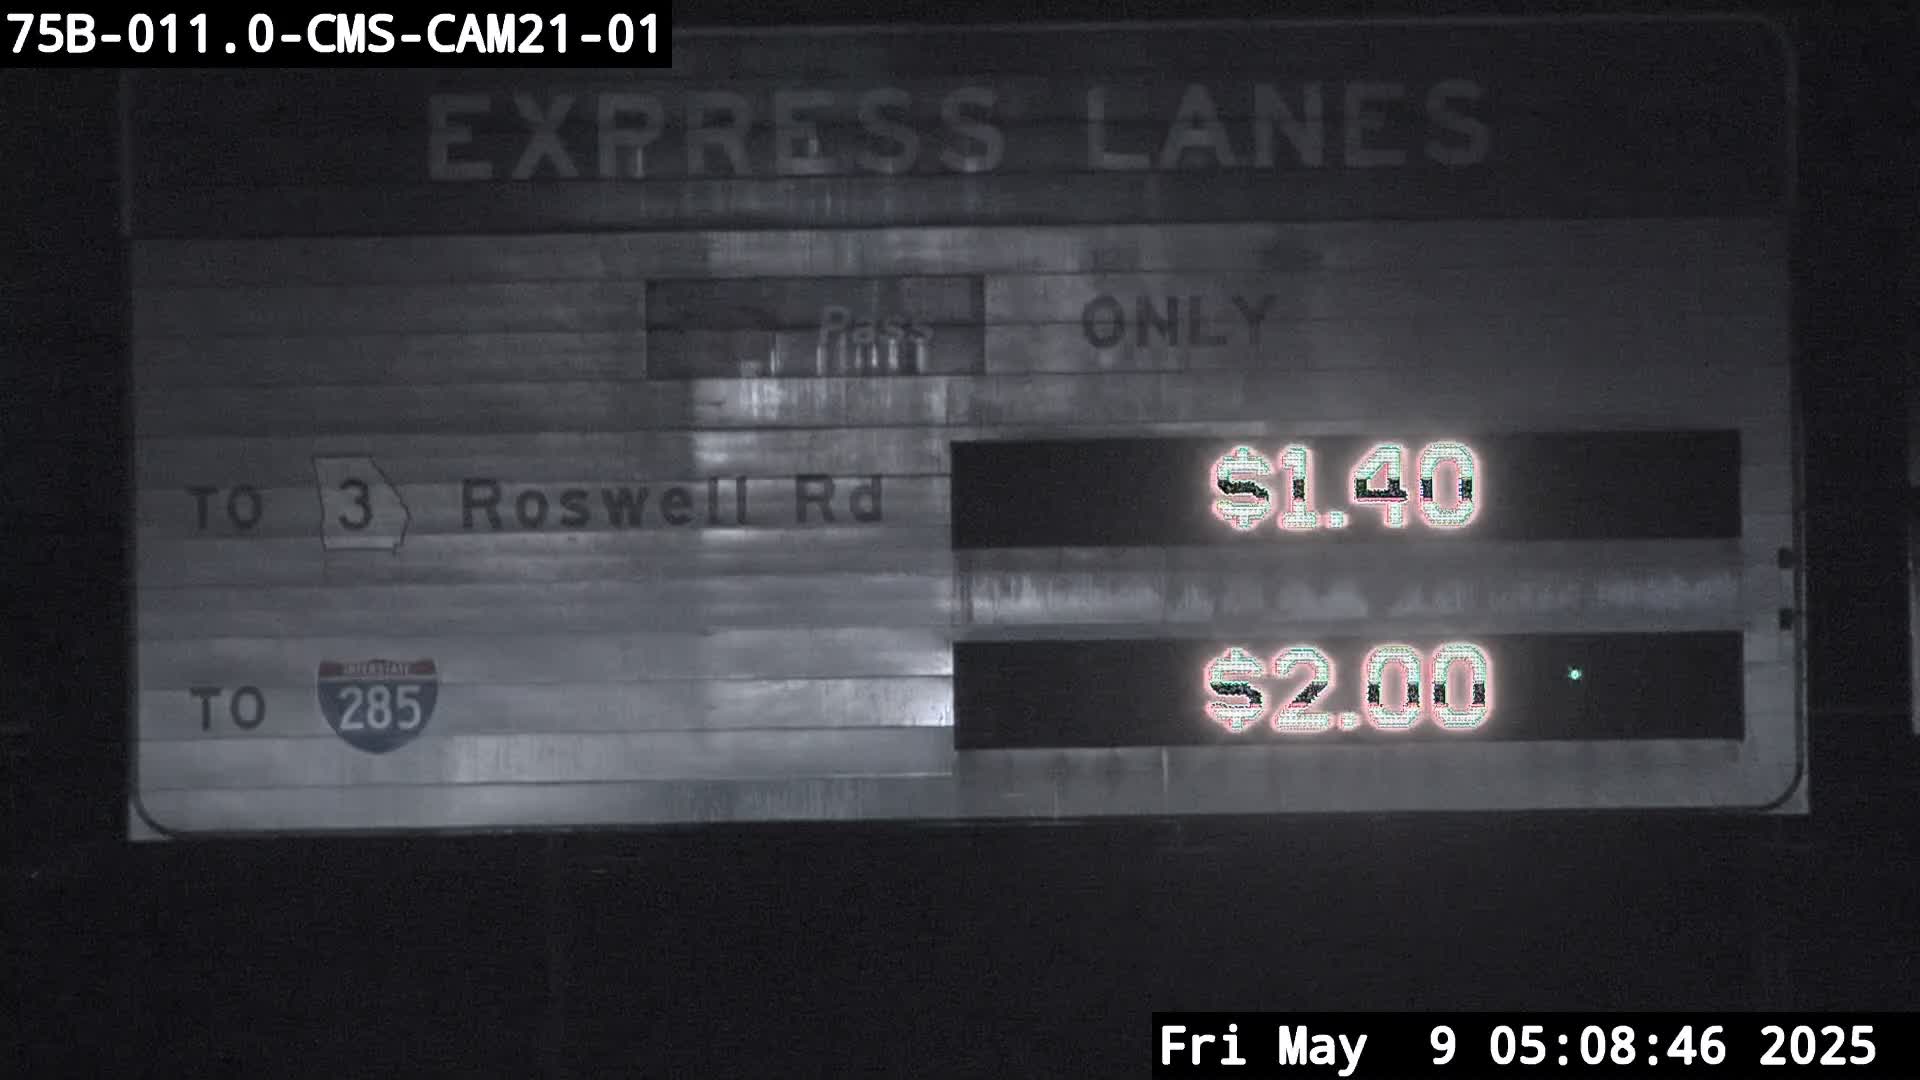 75B-011.0-CMS-CAM21-01
EXPRESS LANES
Pass ONLY
TO 3 Roswell Rd $1.40
INTERSTATE
TO 285 $2.00
Fri May 9 05:08:46 2025